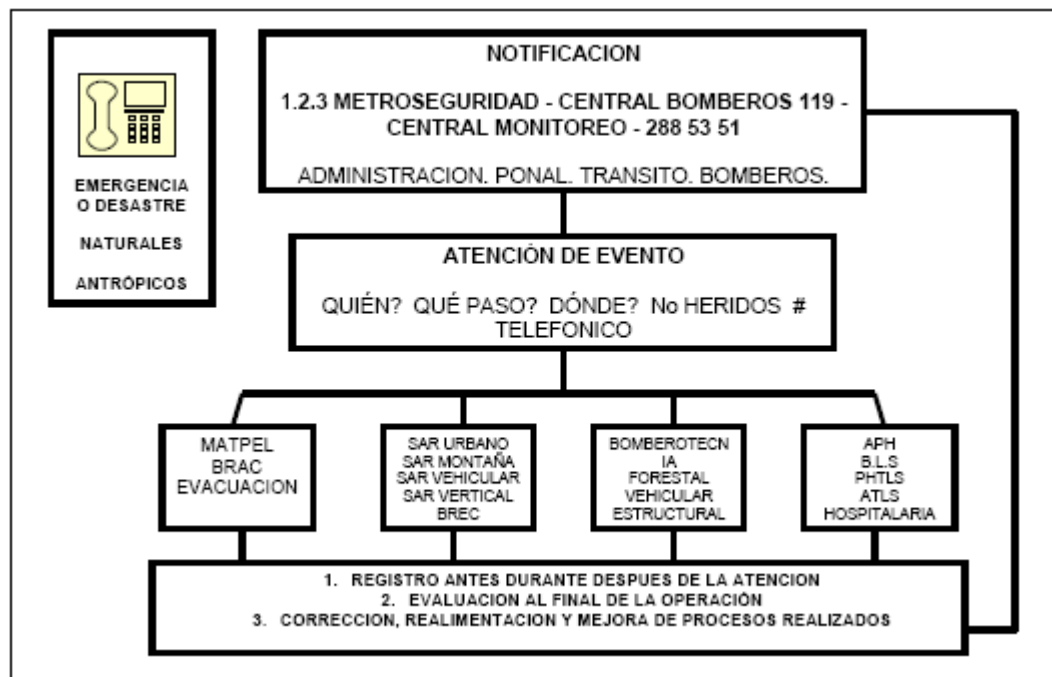 EMERGENCIA
O DESASTRE
NATURALES
ANTRÓPICOS
NOTIFICACION
1.2.3 METROSEGURIDAD - CENTRAL BOMBEROS 119 -
CENTRAL MONITOREO - 288 53 51
ADMINISTRACION. PONAL. TRANSITO. BOMBEROS.
ATENCIÓN DE EVENTO
QUIÉN? QUÉ PASO? DÓNDE? No HERIDOS #
TELEFONICO
MATPEL
BRAC
EVACUACION
SAR URBANO
SAR MONTAÑA
SAR VEHICULAR
SAR VERTICAL
BREC
BOMBEROTECN
IA
FORESTAL
VEHICULAR
ESTRUCTURAL
APH
B.L.S
PHTLS
ATLS
HOSPITALARIA
1. REGISTRO ANTES DURANTE DESPUES DE LA ATENCION
2. EVALUACION AL FINAL DE LA OPERACIÓN
3. CORRECCION, REALIMENTACION Y MEJORA DE PROCESOS REALIZADOS